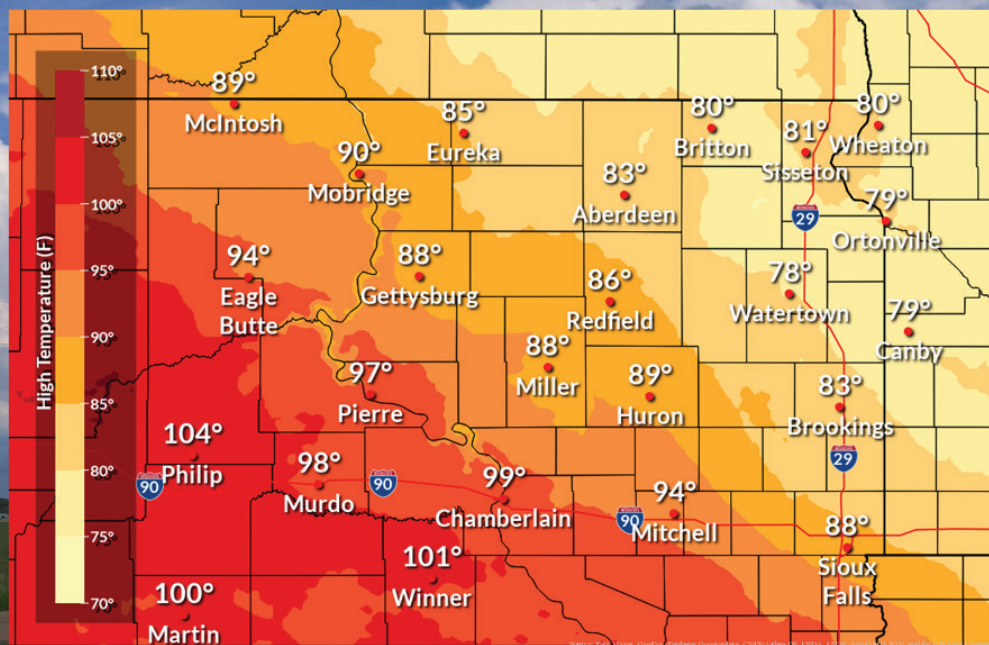 High Temperature (F)
110°
105°
100°
95°
90°
85°
80°
75°
70°
89°
McIntosh
85°
Eureka
80°
Britton
81°
Sisseton
80°
Wheaton
90°
Mobridge
83°
Aberdeen
79°
Ortonville
29
94°
Eagle
Butte
88°
Gettysburg
86°
Redfield
78°
Watertown
79°
Canby
97°
Pierre
88°
Miller
89°
Huron
83°
Brookings
29
104°
Philip
90
98°
Murdo
90
99°
Chamberlain
90
94°
Mitchell
88°
Sioux
Falls
100°
Martin
101°
Winner